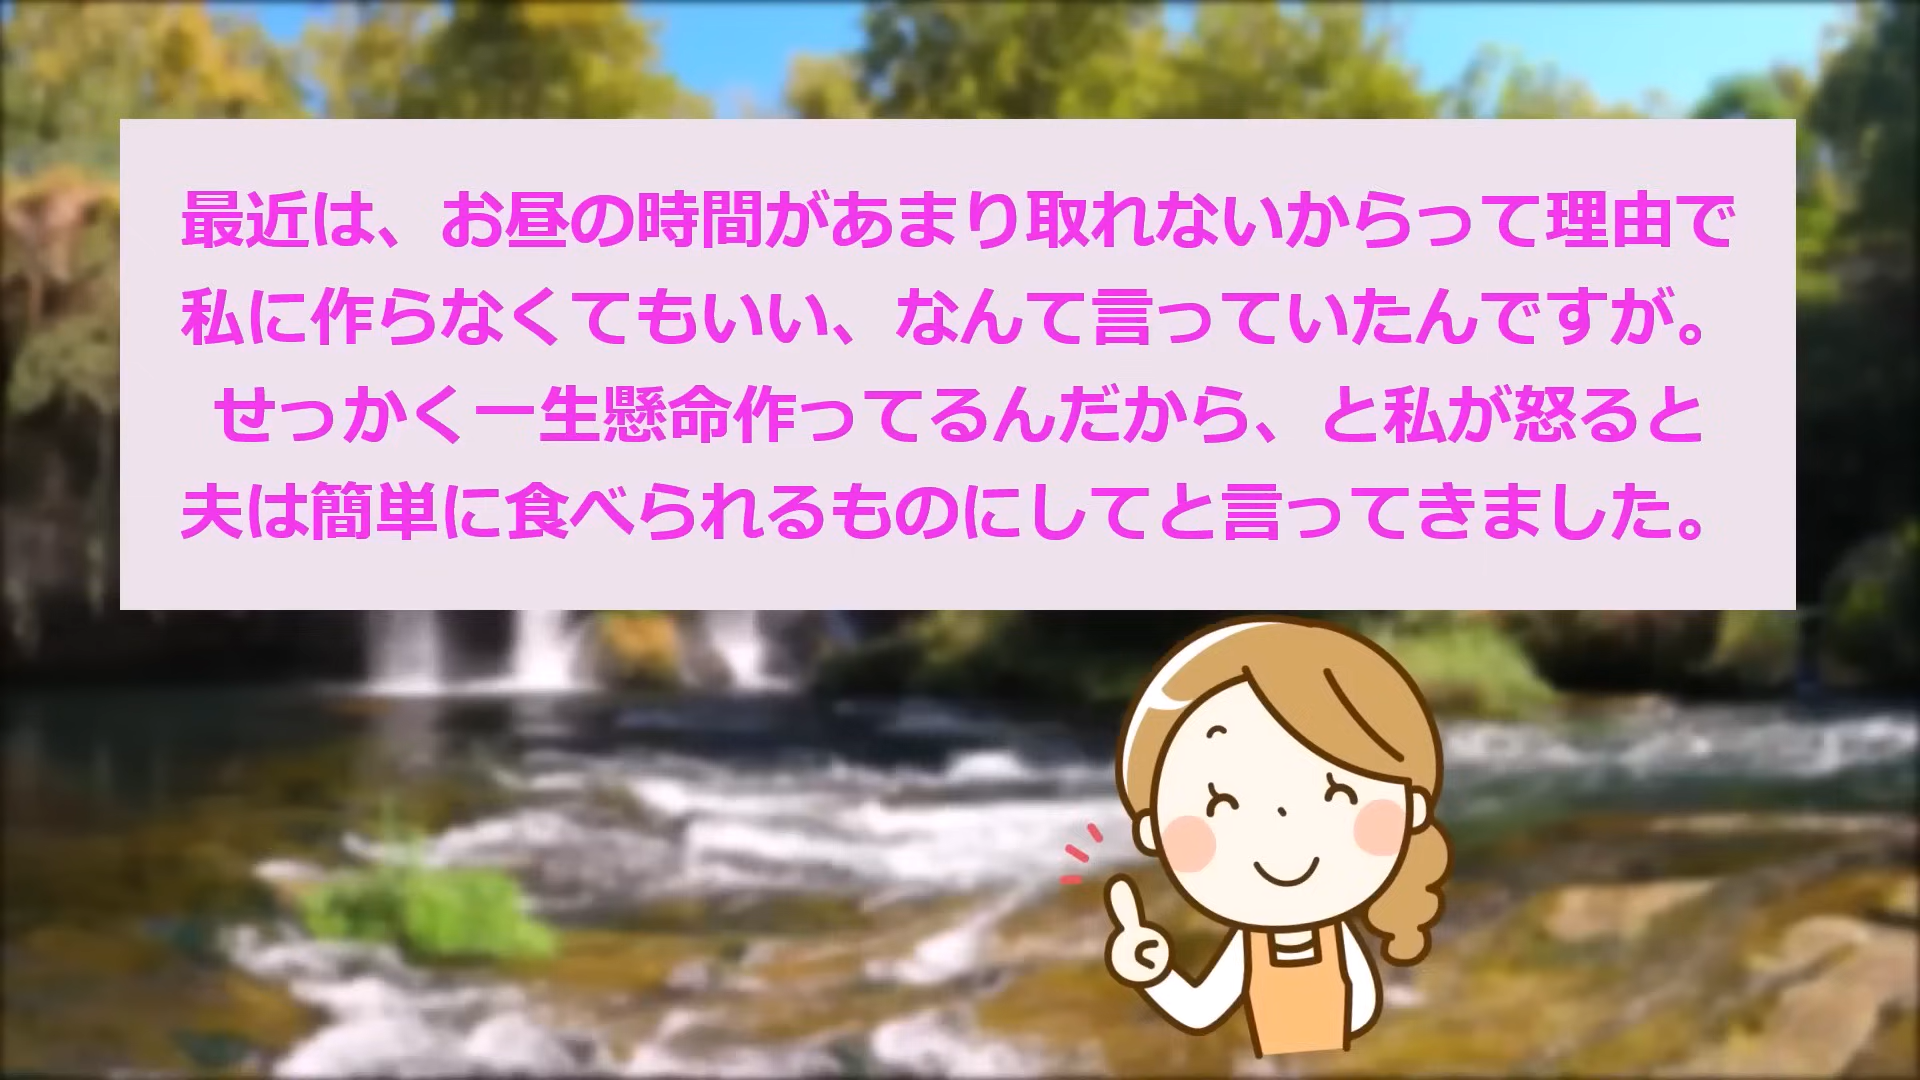 最近は、お昼の時間があまり取れないからって理由で
私に作らなくてもいい、なんて言っていたんですが。
せっかく一生懸命作ってるんだから、と私が怒ると
夫は簡単に食べられるものにしてと言ってきました。